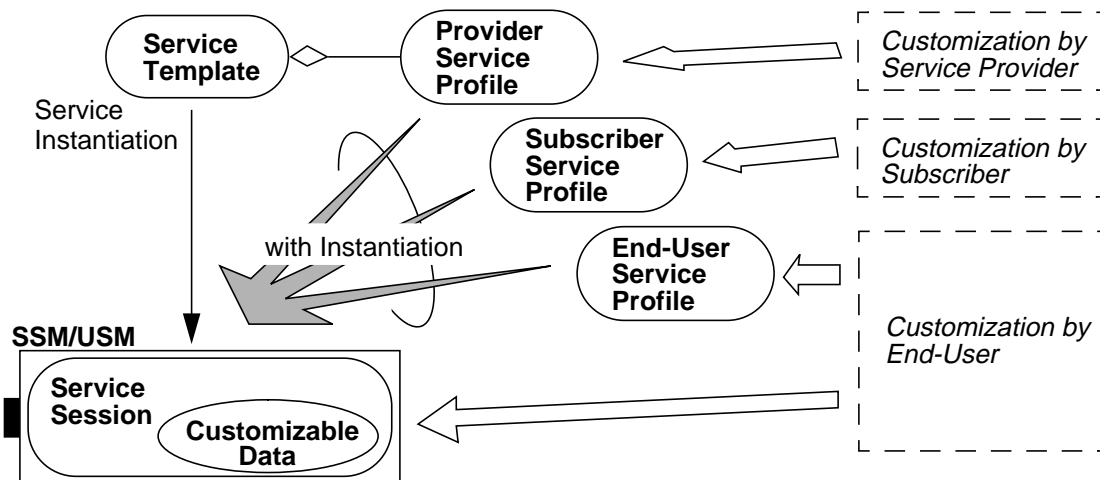 Service
Template
Provider
Service
Profile
Customization by
Service Provider
Service
Instantiation
Subscriber
Service
Profile
Customization by
Subscriber
with Instantiation
End-User
Service
Profile
Customization by
End-User
SSM/USM
Service
Session
Customizable
Data